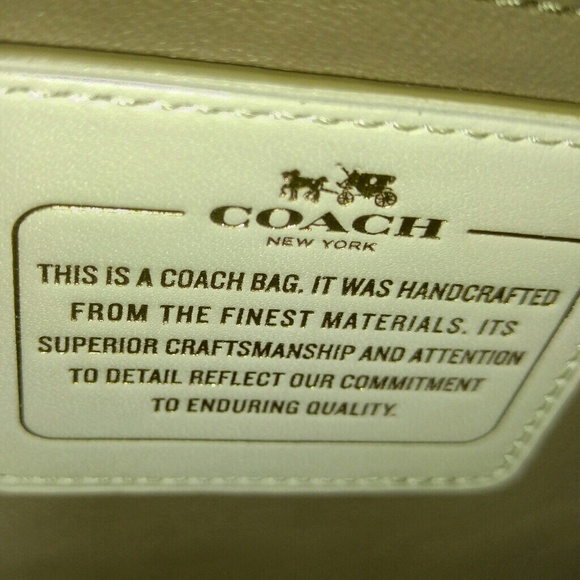 COACH
NEW YORK
THIS IS A COACH BAG. IT WAS HANDCRAFTED
FROM THE FINEST MATERIALS. ITS
SUPERIOR CRAFTSMANSHIP AND ATTENTION
TO DETAIL REFLECT OUR COMMITMENT
TO ENDURING QUALITY.